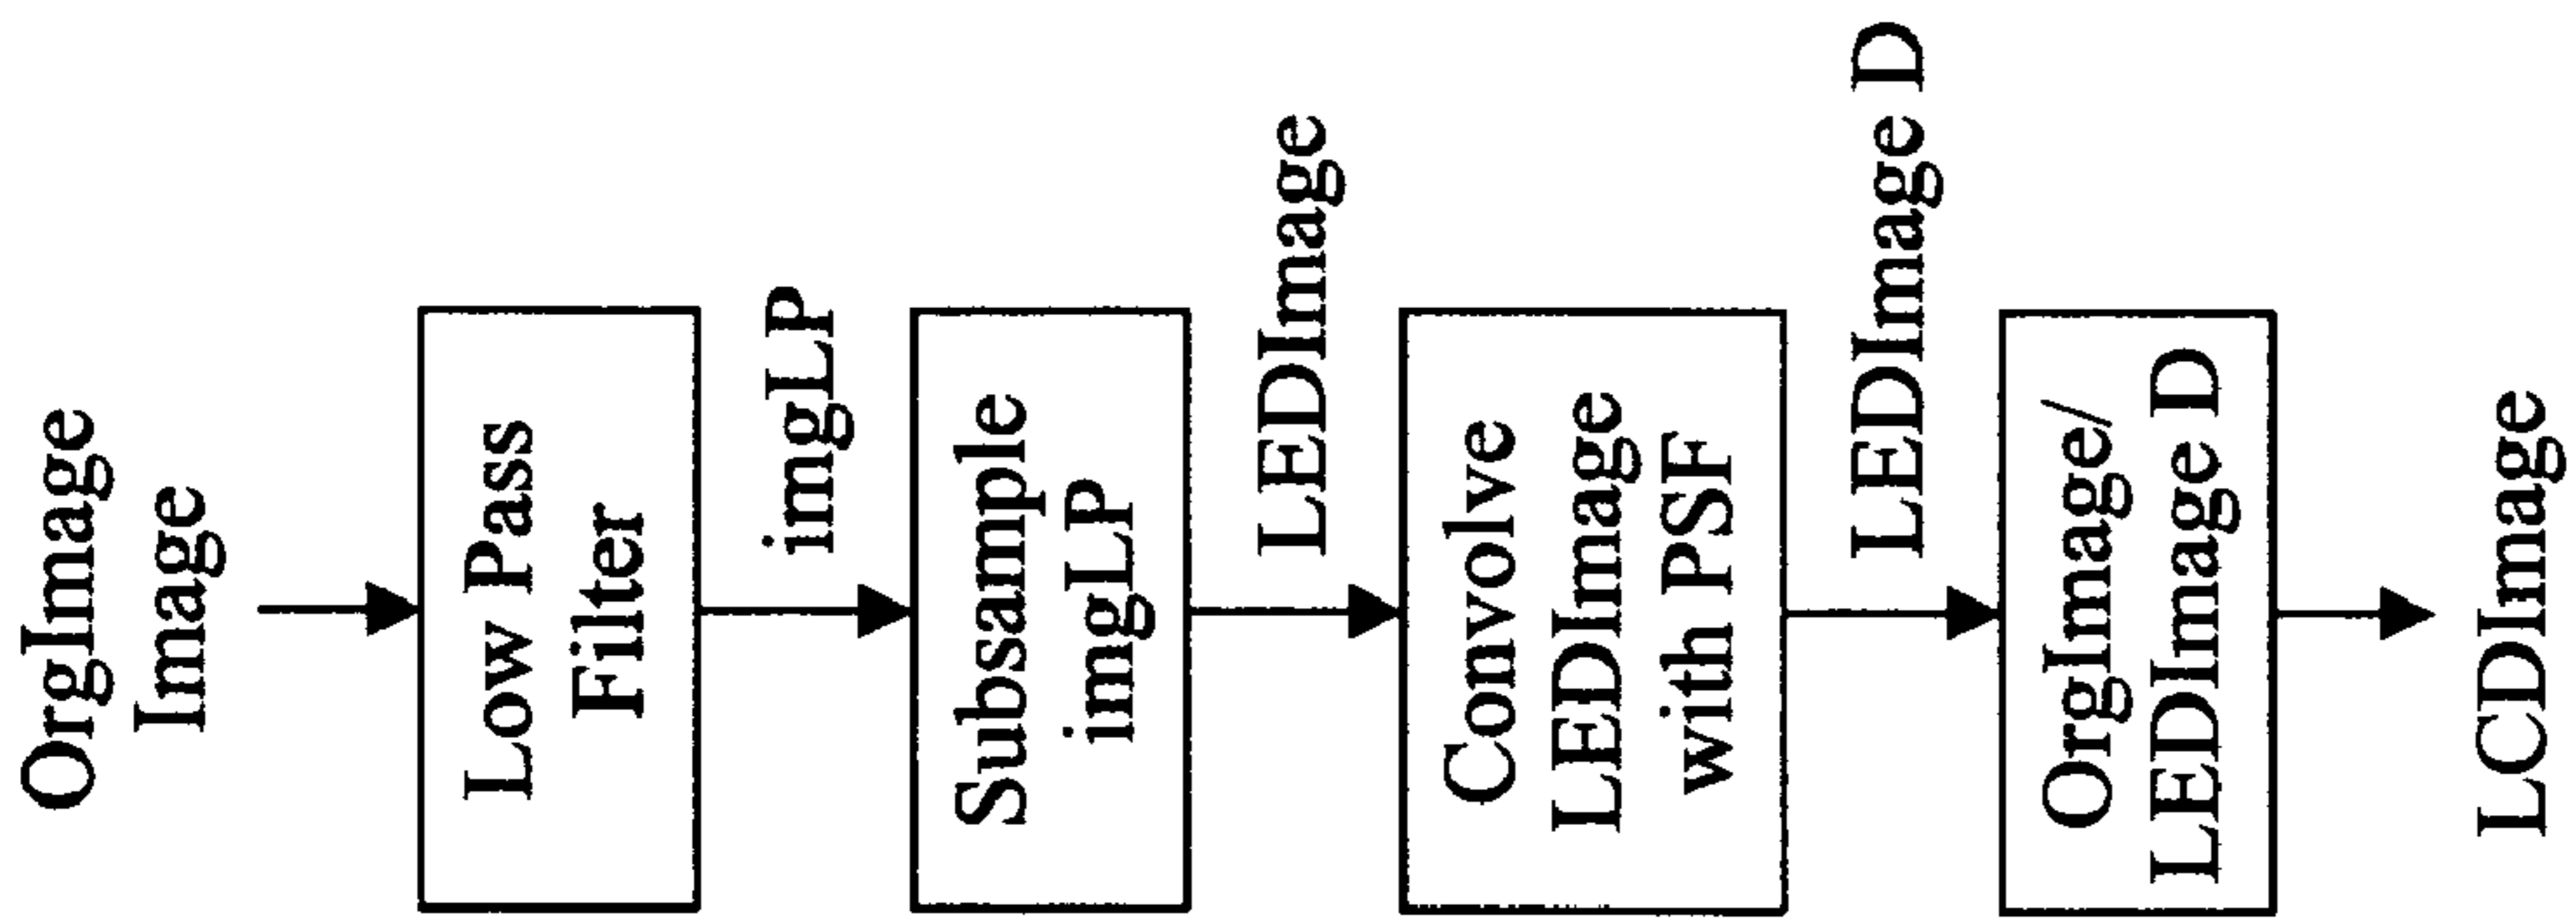 OrgImage
Image
Low Pass
Filter
imgLP
Subsample
imgLP
LEDImage
Convolve
LEDImage
with PSF
LEDImage D
OrgImage/
LEDImage D
LCDImage